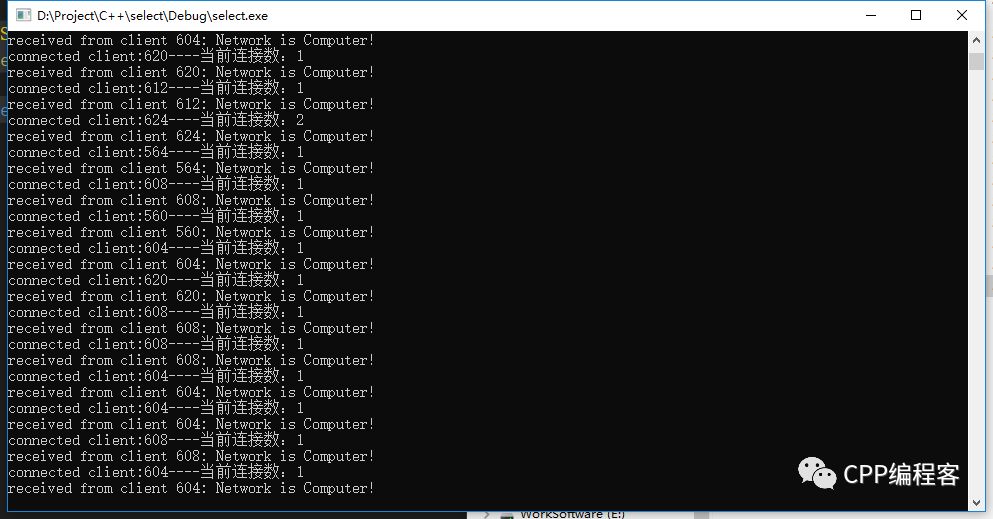 D:\Project\C++\select\Debug\select.exe
received from client 604: Network is Computer!
connected client:620----当前连接数：1
received from client 620: Network is Computer!
connected client:612----当前连接数：1
received from client 612: Network is Computer!
connected client:624----当前连接数：2
received from client 624: Network is Computer!
connected client:564----当前连接数：1
received from client 564: Network is Computer!
connected client:608----当前连接数：1
received from client 608: Network is Computer!
connected client:560----当前连接数：1
received from client 560: Network is Computer!
connected client:604----当前连接数：1
received from client 604: Network is Computer!
connected client:620----当前连接数：1
received from client 620: Network is Computer!
connected client:608----当前连接数：1
received from client 608: Network is Computer!
connected client:608----当前连接数：1
received from client 608: Network is Computer!
connected client:604----当前连接数：1
received from client 604: Network is Computer!
connected client:604----当前连接数：1
received from client 604: Network is Computer!
connected client:608----当前连接数：1
received from client 608: Network is Computer!
connected client:604----当前连接数：1
received from client 604: Network is Computer!
CPP编程客
WorkSoftware (E:)